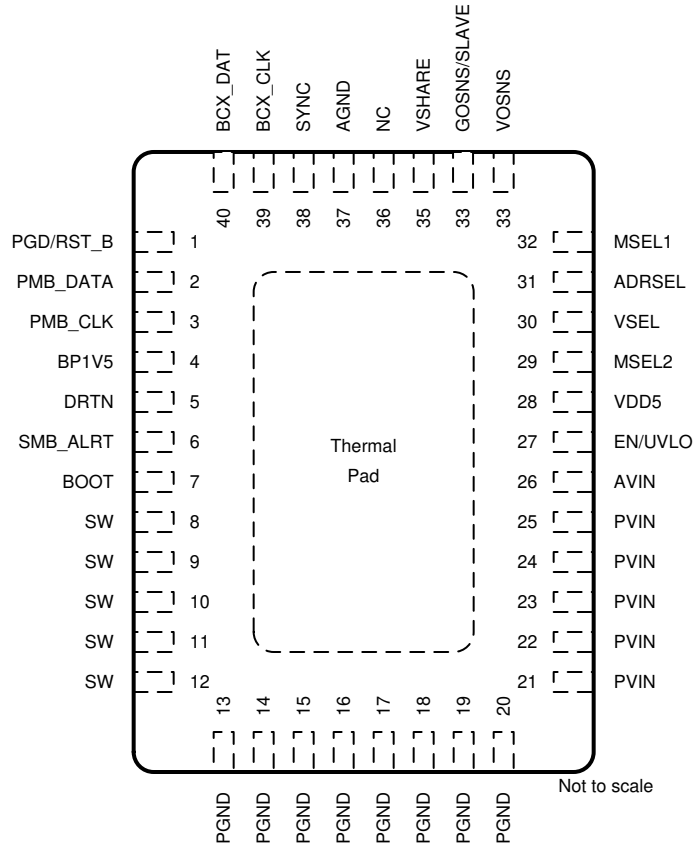 BCX_DAT
BCX_CLK
SYNC
AGND
NC
VSHARE
GOSNS/SLAVE
VOSNS
40
39
38
37
36
35
33
33
PGD/RST_B 1
32 MSEL1
PMB_DATA 2
31 ADRSEL
PMB_CLK 3
30 VSEL
BP1V5 4
29 MSEL2
DRTN 5
28 VDD5
SMB_ALRT 6
27 EN/UVLO
BOOT 7
26 AVIN
SW 8
25 PVIN
SW 9
24 PVIN
SW 10
23 PVIN
SW 11
22 PVIN
SW 12
21 PVIN
Thermal
Pad
13
14
15
16
17
18
19
20
PGND
PGND
PGND
PGND
PGND
PGND
PGND
PGND
Not to scale